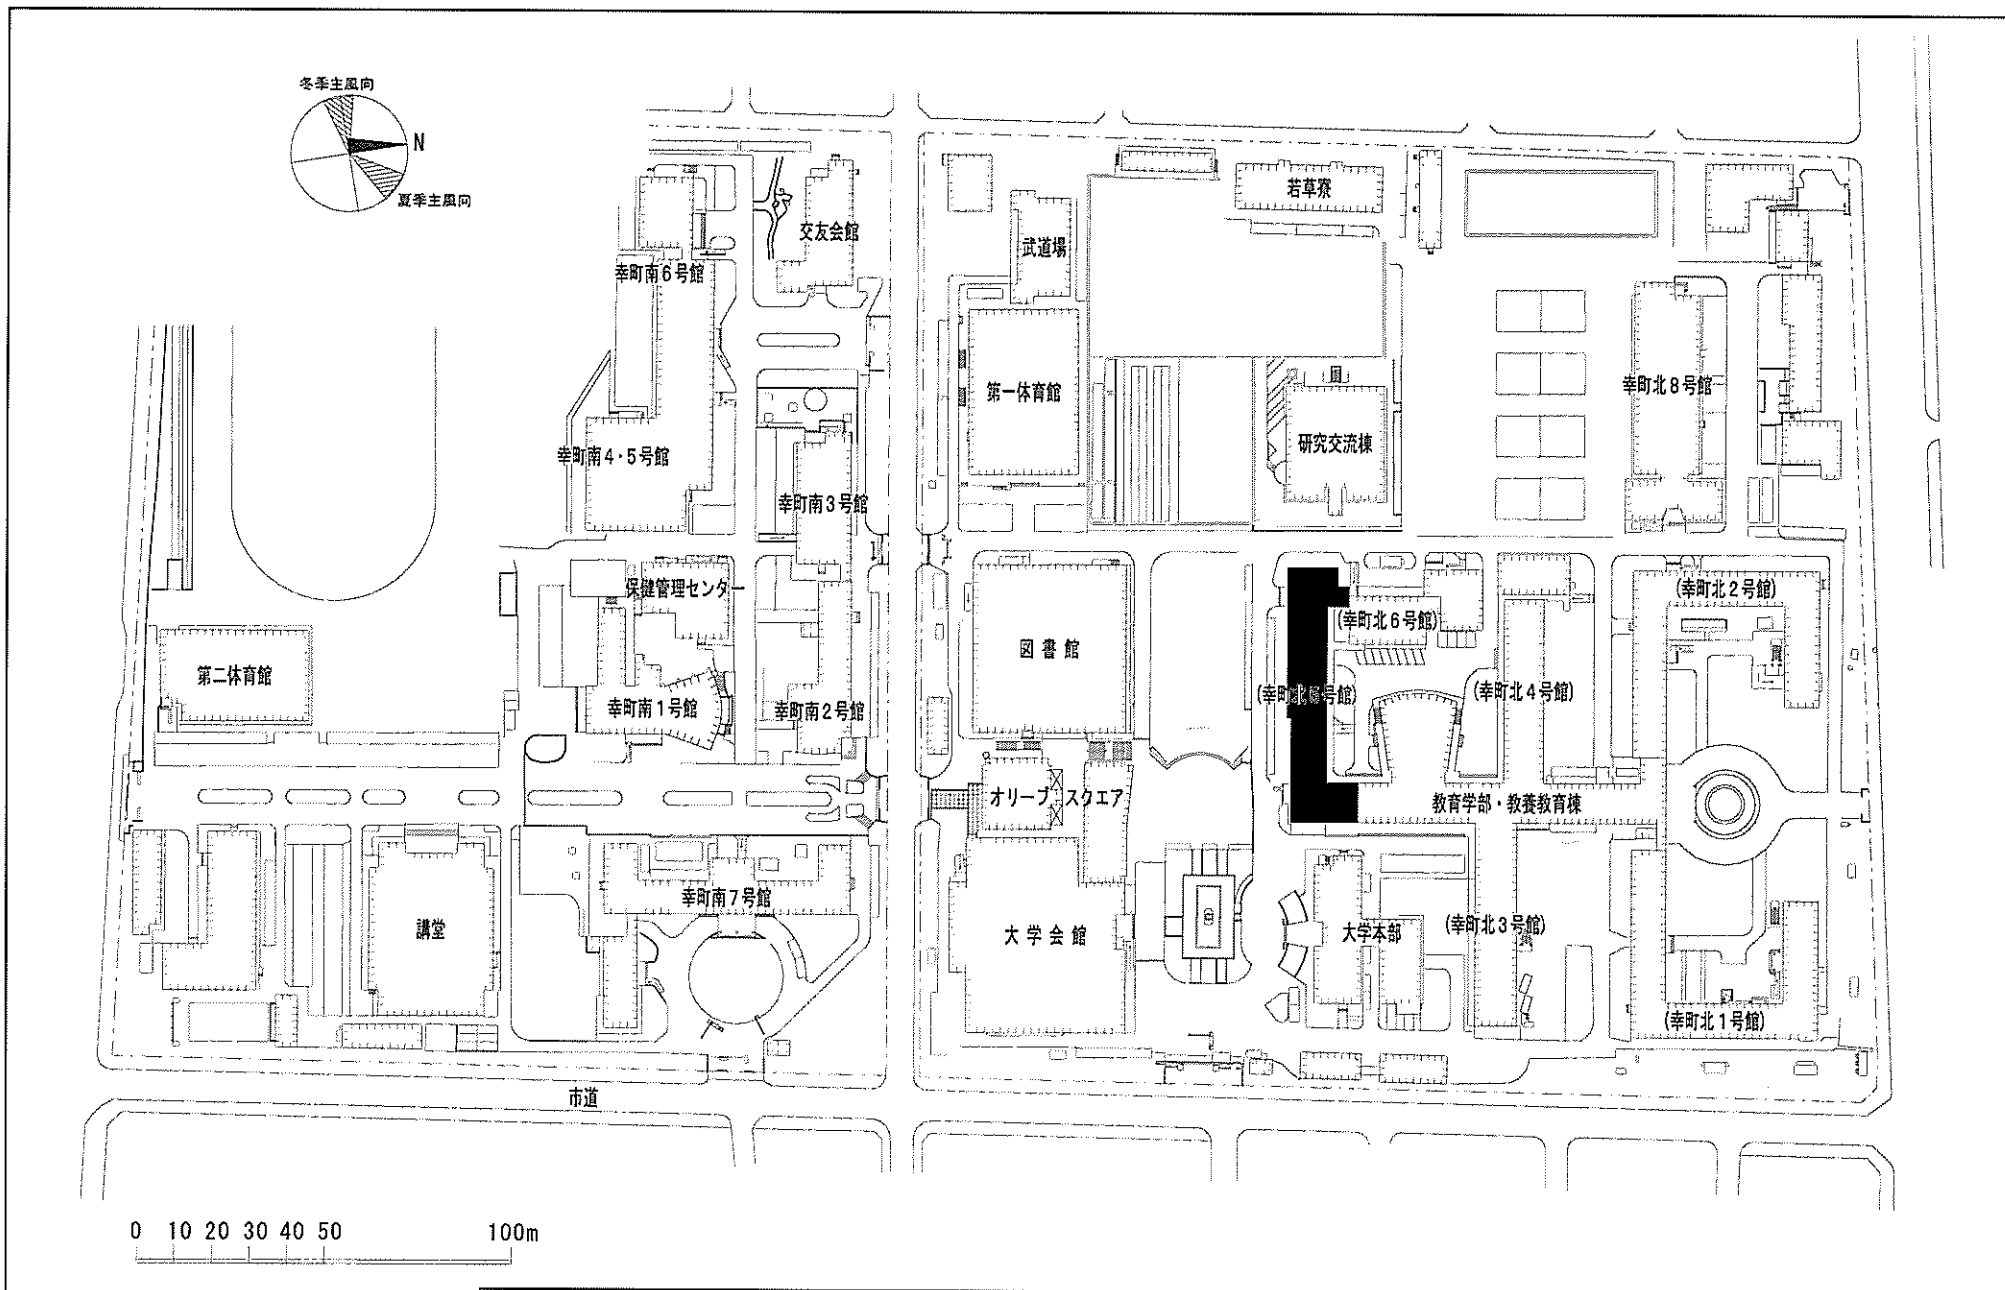 冬季主風向
N
夏季主風向
若草寮
交友会館
武道場
幸町南6号館
幸町北8号館
第一体育館
研究交流棟
幸町南4・5号館
幸町南3号館
保健管理センター
(幸町北2号館)
(幸町北6号館)
図書館
第二体育館
(幸町北5号館)
(幸町北4号館)
幸町南1号館
幸町南2号館
オリーブスクエア
教育学部・教養教育棟
幸町南7号館
講堂
大学会館
大学本部
(幸町北3号館)
(幸町北1号館)
市道
0 10 20 30 40 50 100m